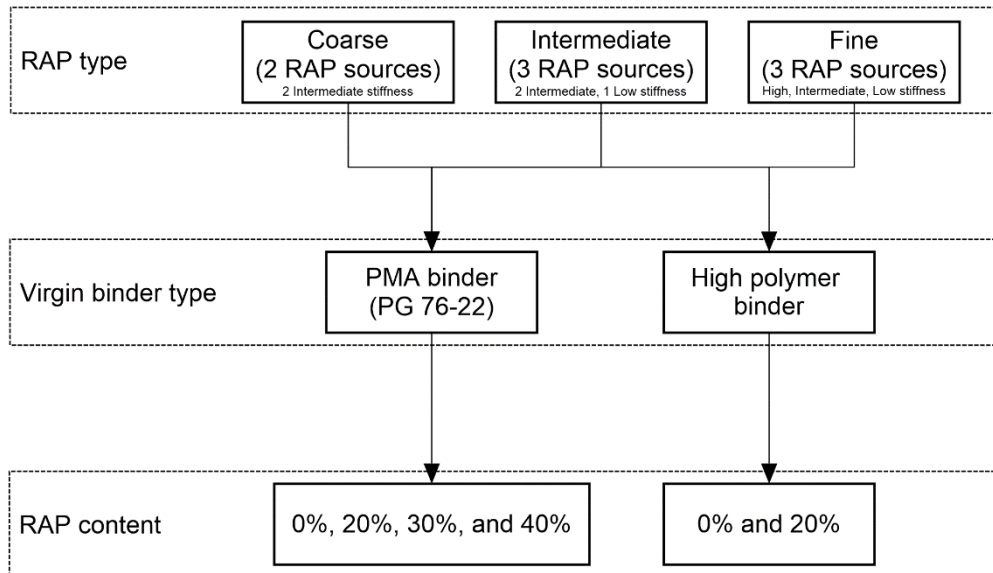 RAP type
Coarse
(2 RAP sources)
2 Intermediate stiffness
Intermediate
(3 RAP sources)
2 Intermediate, 1 Low stiffness
Fine
(3 RAP sources)
High, Intermediate, Low stiffness
Virgin binder type
PMA binder
(PG 76-22)
High polymer
binder
RAP content
0%, 20%, 30%, and 40%
0% and 20%